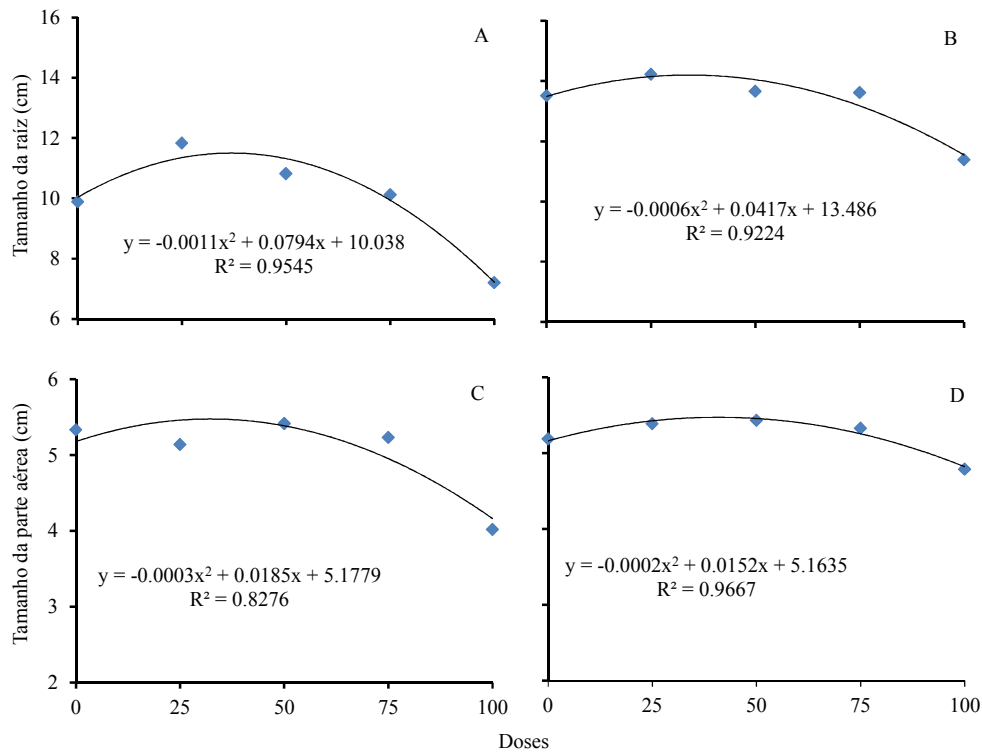 Tamanho da raíz (cm)
16
14
12
10
8
6
A
y = -0.0011x² + 0.0794x + 10.038
R² = 0.9545
B
y = -0.0006x² + 0.0417x + 13.486
R² = 0.9224
Tamanho da parte aérea (cm)
6
5
4
3
2
C
y = -0.0003x² + 0.0185x + 5.1779
R² = 0.8276
0 25 50 75 100
D
y = -0.0002x² + 0.0152x + 5.1635
R² = 0.9667
0 25 50 75 100
Doses